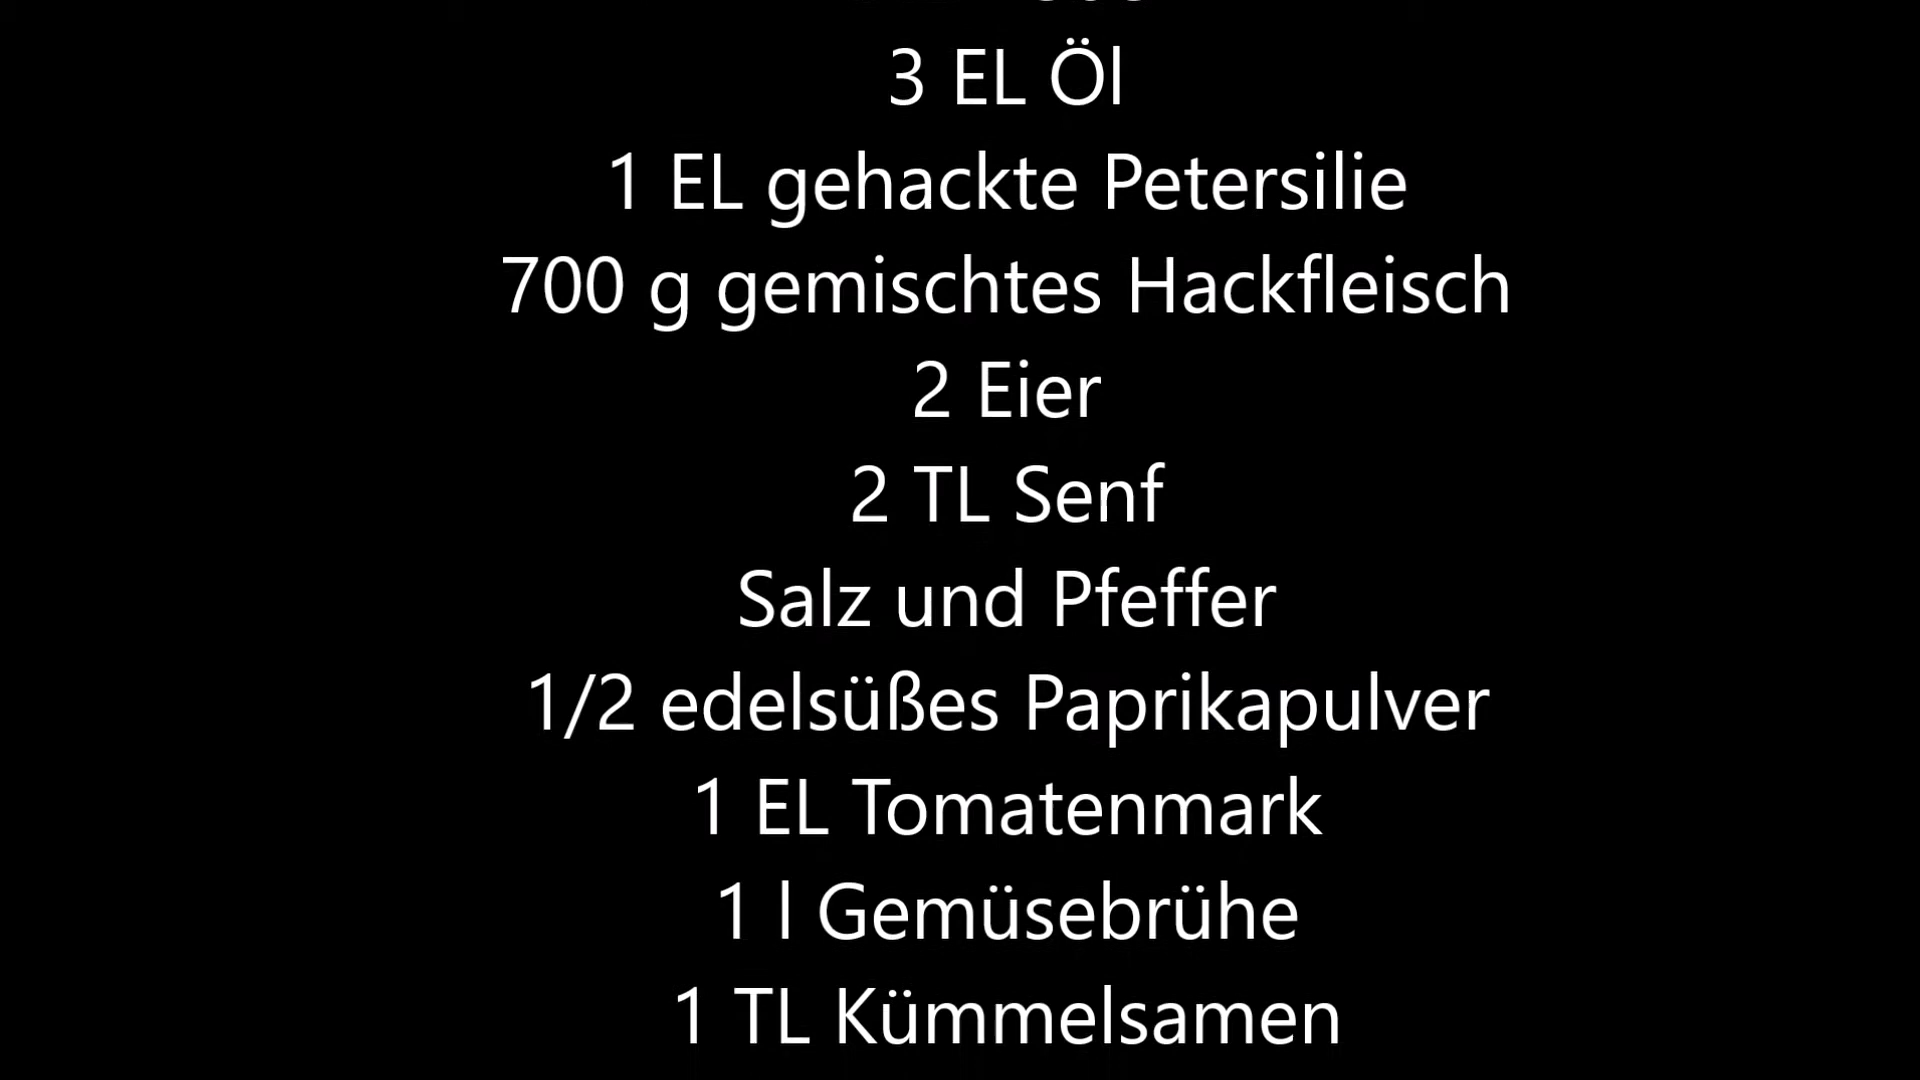 3 EL Öl
1 EL gehackte Petersilie
700 g gemischtes Hackfleisch
2 Eier
2 TL Senf
Salz und Pfeffer
1/2 edelsüßes Paprikapulver
1 EL Tomatenmark
1 l Gemüsebrühe
1 TL Kümmelsamen